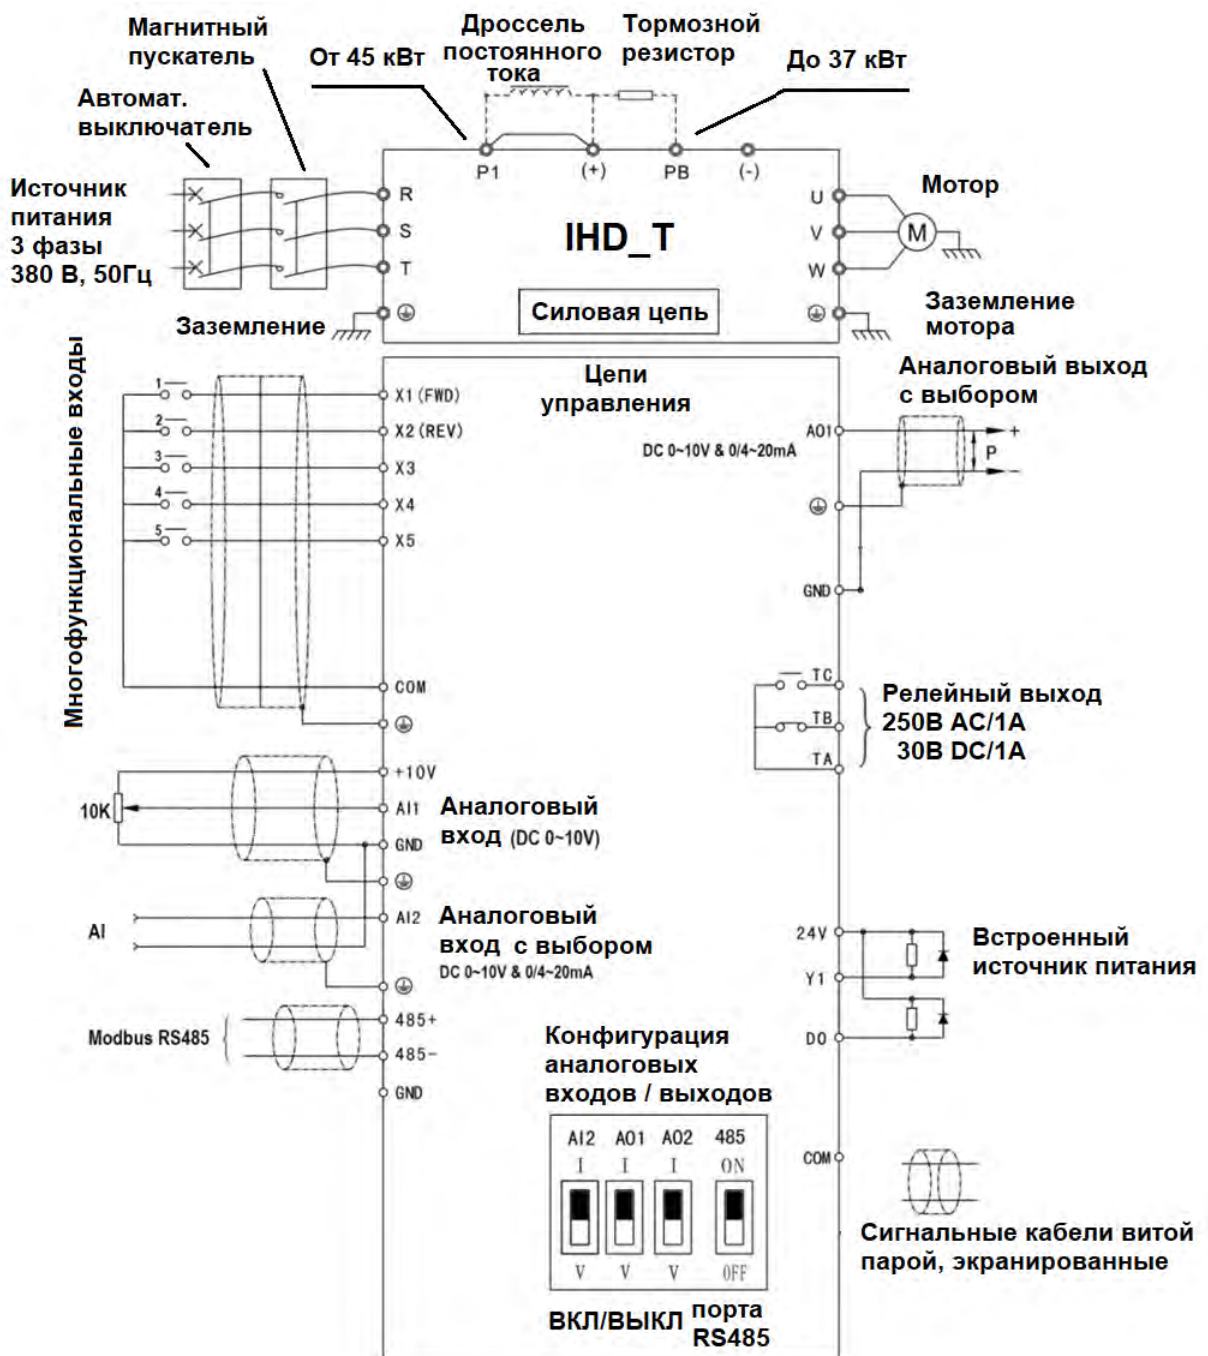 Магнитный
пускатель
От 45 кВт
Дроссель
постоянного
тока
Тормозной
резистор
До 37 кВт
Автомат.
выключатель
P1
(+)
PB
(-)
Источник
питания
3 фазы
380 В, 50Гц
R
S
T
IHD_T
U
V
W
M
Мотор
Заземление
Силовая цепь
Заземление
мотора
Многофункциональные входы
1
2
3
4
5
X1 (FWD)
X2 (REV)
X3
X4
X5
COM
Цепи
управления
Аналоговый выход
с выбором
AO1
DC 0~10V & 0/4~20mA
+
P
−
GND
TC
TB
TA
Релейный выход
250В AC/1А
30В DC/1А
+10V
10K
AI1
GND
Аналоговый
вход (DC 0~10V)
AI
AI2
Аналоговый
вход с выбором
DC 0~10V & 0/4~20mA
24V
Y1
DO
Встроенный
источник питания
Modbus RS485
485+
485-
GND
Конфигурация
аналоговых
входов / выходов
AI2 AO1 AO2 485
I I I ON
V V V OFF
ВКЛ/ВЫКЛ порта
RS485
COM
Сигнальные кабели витой
парой, экранированные